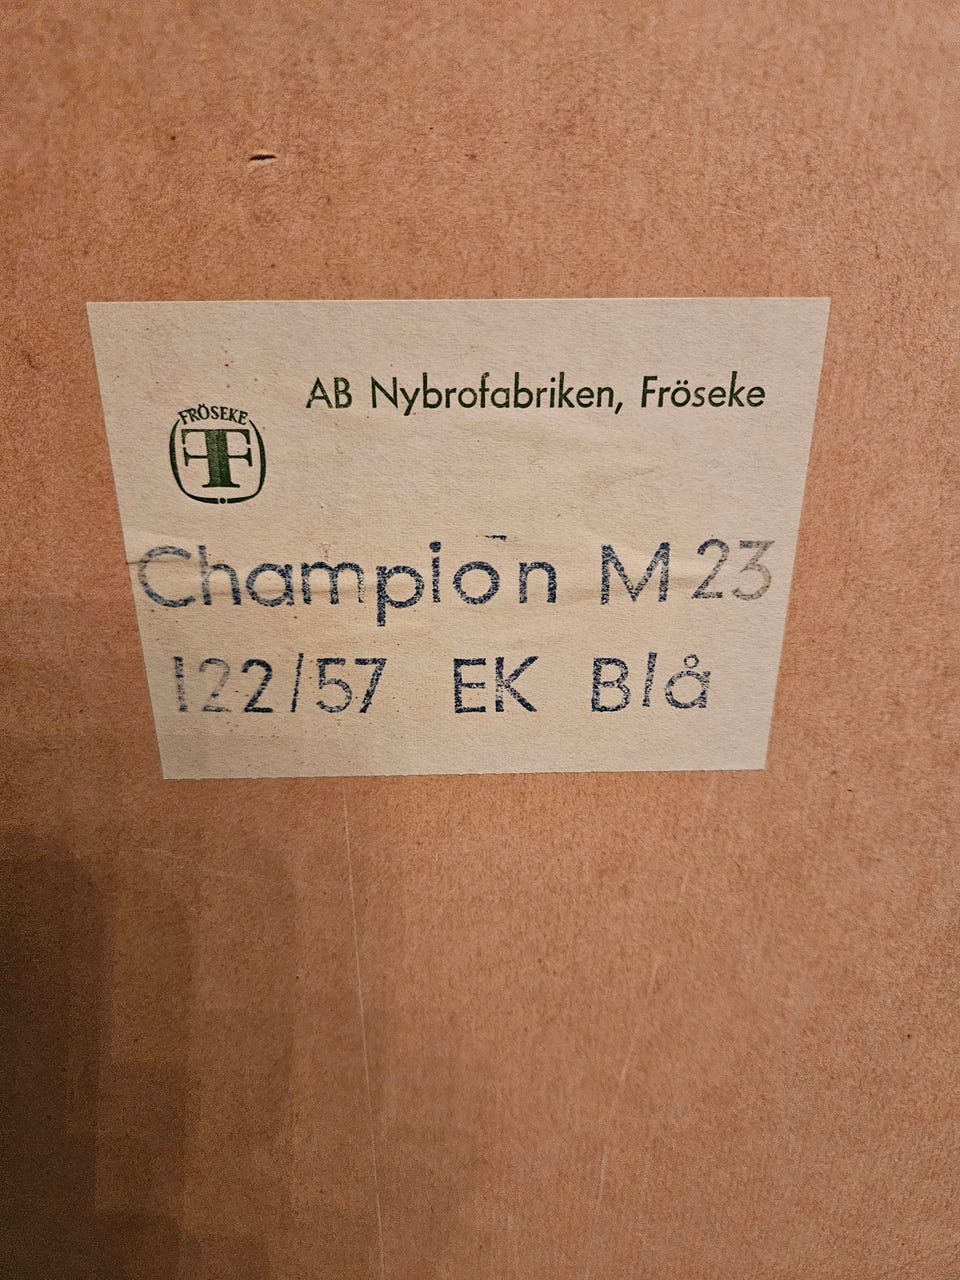 AB Nybrofabriken, Fröseke
FRÖSEKE
F
Champion M 23
122/57 EK Blå